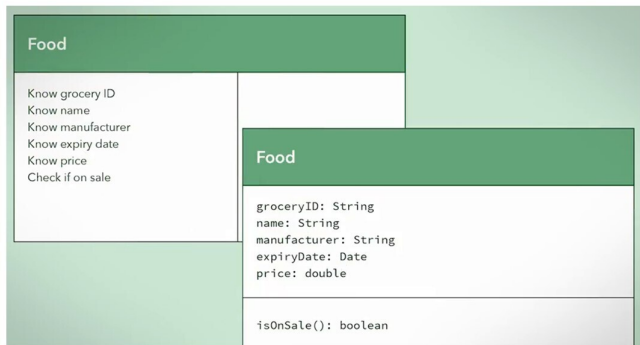 Food
Know grocery ID
Know name
Know manufacturer
Know expiry date
Know price
Check if on sale
Food
groceryID: String
name: String
manufacturer: String
expiryDate: Date
price: double
isOnSale(): boolean